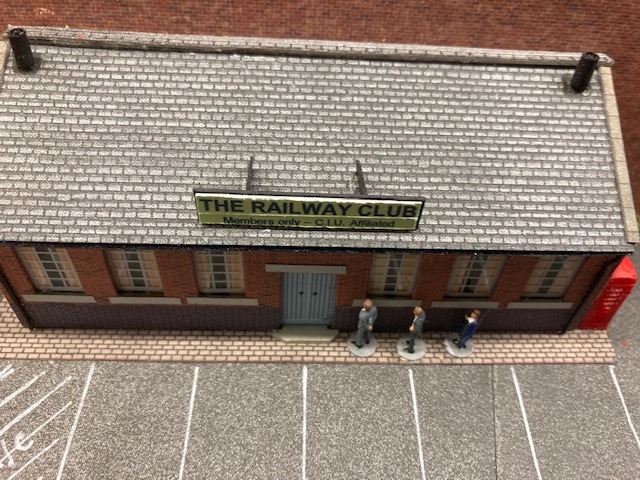 THE RAILWAY CLUB
Members only - C.I.U. Affiliated